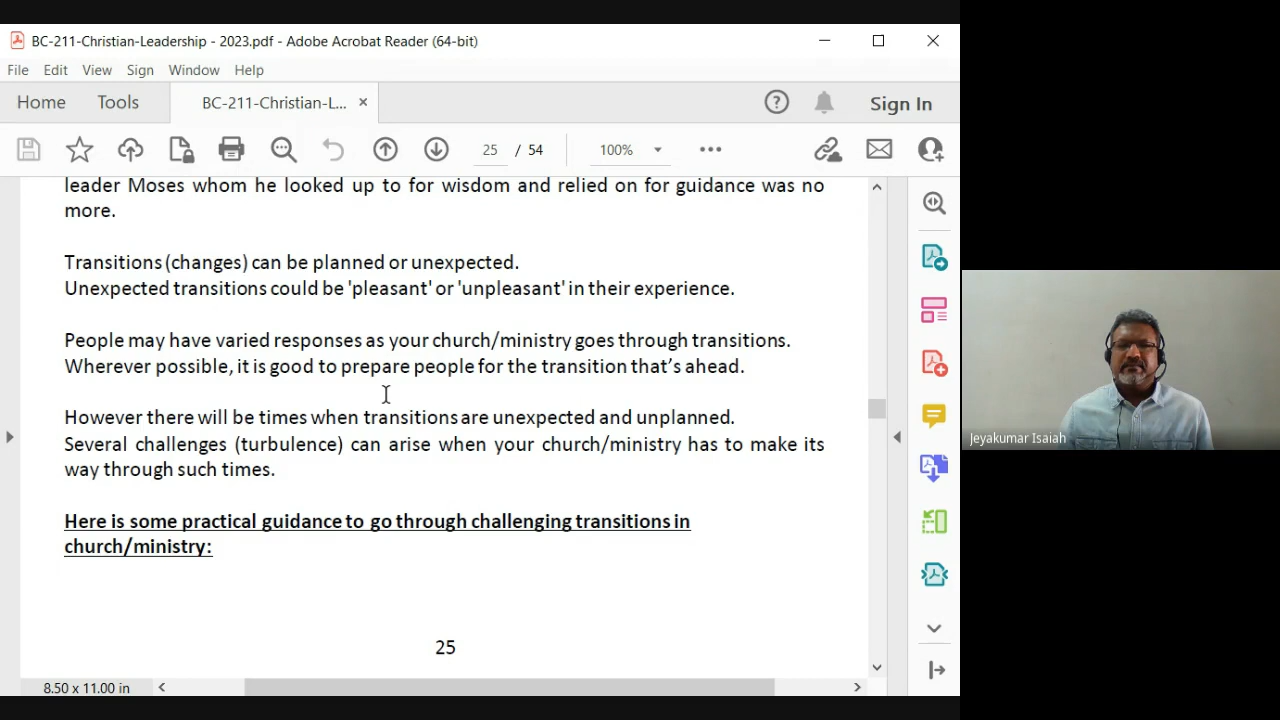 BC-211-Christian-Leadership - 2023.pdf - Adobe Acrobat Reader (64-bit)
File Edit View Sign Window Help
Home Tools BC-211-Christian-L... × Sign In
25 / 54 100%
leader Moses whom he looked up to for wisdom and relied on for guidance was no
more.
Transitions (changes) can be planned or unexpected.
Unexpected transitions could be 'pleasant' or 'unpleasant' in their experience.
People may have varied responses as your church/ministry goes through transitions.
Wherever possible, it is good to prepare people for the transition that's ahead.
However there will be times when transitions are unexpected and unplanned.
Several challenges (turbulence) can arise when your church/ministry has to make its
way through such times.
Here is some practical guidance to go through challenging transitions in
church/ministry:
25
8.50 x 11.00 in
Jeyakumar Isaiah